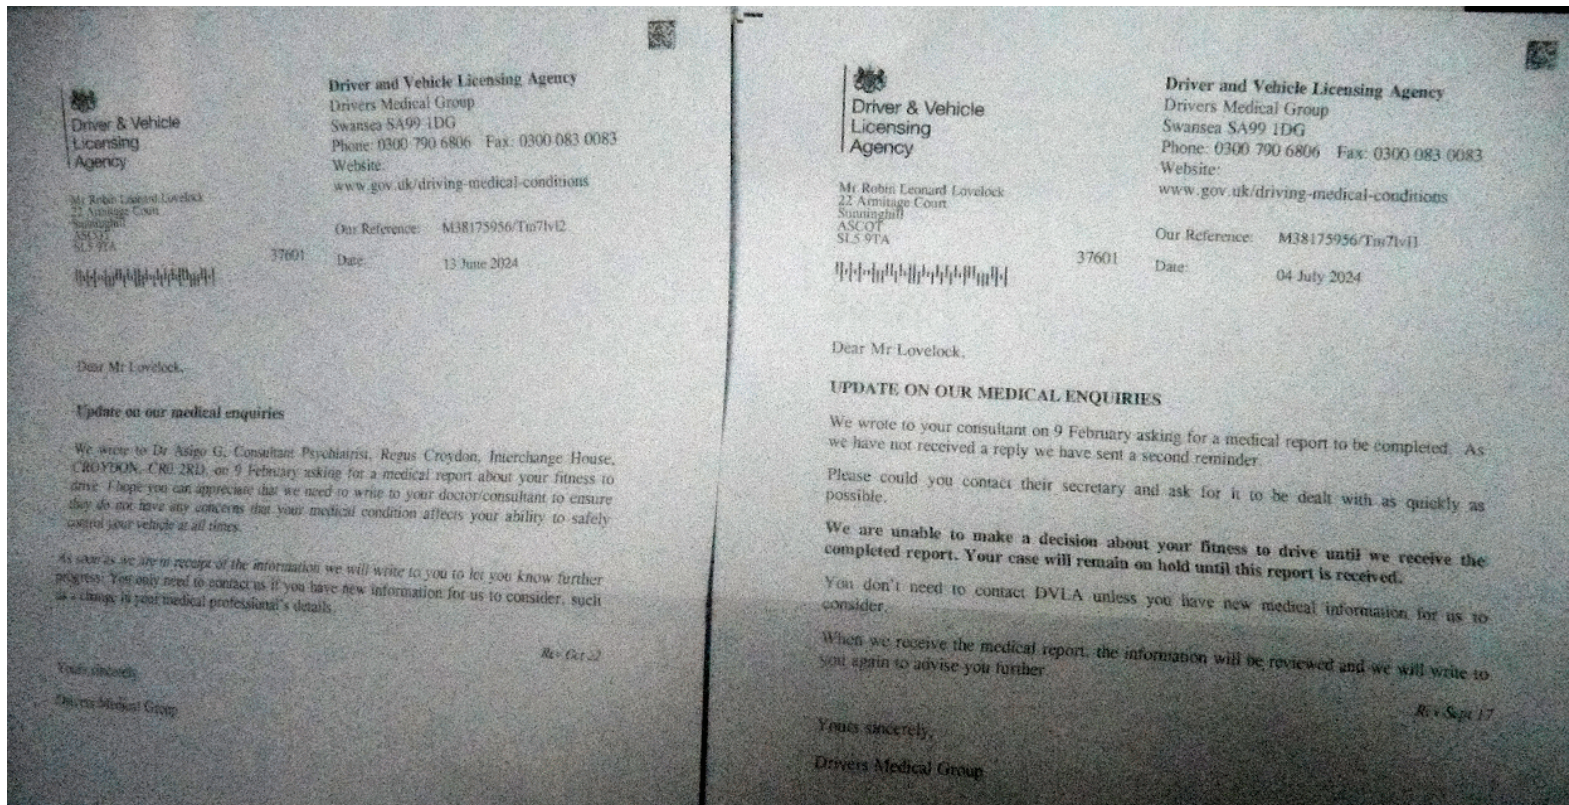 Driver & Vehicle
Licensing
Agency
Driver and Vehicle Licensing Agency
Drivers Medical Group
Swansea SA99 1DG
Phone: 0300 790 6806 Fax: 0300 083 0083
Website:
www.gov.uk/driving-medical-conditions
Mr Robin Leonard Lovelock
22 Armitage Court
Sunninghill
ASCOT
SL5 9TA
37601
Our Reference: M38175956/
Date: 13 June 2024
Dear Mr Lovelock,
Update on our medical enquiries
We wrote to Dr Asigo G, Consultant Psychiatrist, Regus Croydon, Interchange House,
CROYDON, CR0 2RD, on 9 February asking for a medical report about your fitness to
drive. I hope you can appreciate that we need to write to your doctor/consultant to ensure
they do not have any concerns that your medical condition affects your ability to safely
control your vehicle at all times.
As soon as we are in receipt of the information we will write to you to let you know further
progress. You only need to contact us if you have new information for us to consider, such
as a change in your medical professional's details.
Rev Oct 22
Yours sincerely
Drivers Medical Group
Driver & Vehicle
Licensing
Agency
Driver and Vehicle Licensing Agency
Drivers Medical Group
Swansea SA99 1DG
Phone: 0300 790 6806 Fax: 0300 083 0083
Website:
www.gov.uk/driving-medical-conditions
Mr Robin Leonard Lovelock
22 Armitage Court
Sunninghill
ASCOT
SL5 9TA
37601
Our Reference: M38175956/
Date: 04 July 2024
Dear Mr Lovelock,
UPDATE ON OUR MEDICAL ENQUIRIES
We wrote to your consultant on 9 February asking for a medical report to be completed. As
we have not received a reply we have sent a second reminder.
Please could you contact their secretary and ask for it to be dealt with as quickly as
possible.
We are unable to make a decision about your fitness to drive until we receive the
completed report. Your case will remain on hold until this report is received.
You don't need to contact DVLA unless you have new medical information for us to
consider.
When we receive the medical report, the information will be reviewed and we will write to
you again to advise you further
Rev Sept 17
Yours sincerely,
Drivers Medical Group